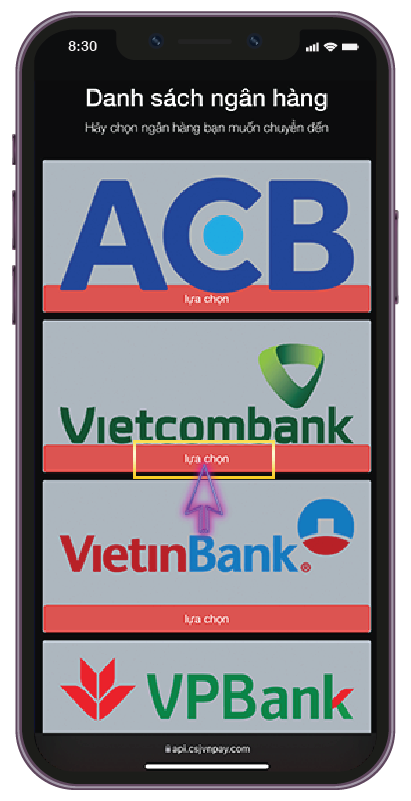 8:30
Danh sách ngân hàng
Hãy chọn ngân hàng bạn muốn chuyển đến
ACB
lựa chọn
Vietcombank
lựa chọn
VietinBank®
lựa chọn
VPBank
api.csjvnpay.com